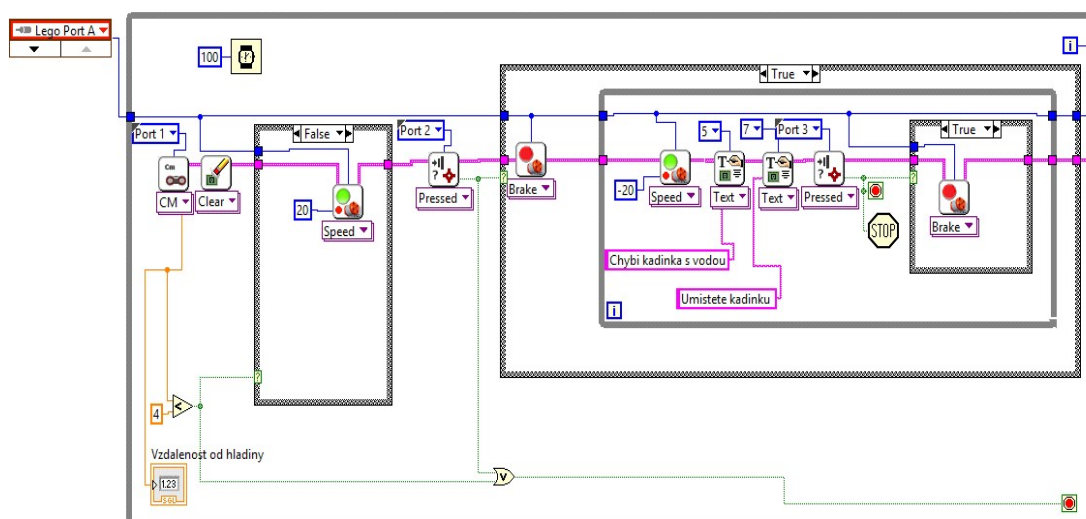 Lego Port A
100
i
True
Port 1
False
Port 2
5
7
Port 3
True
Cm
CM
Clear
20
Speed
?
Pressed
?
Brake
-20
Speed
T
Text
T
Text
?
Pressed
?
STOP
Brake
Chybi kadinka s vodou
Umistete kadinku
i
?
4
<
Vzdalenost od hladiny
1.23
SGL
V